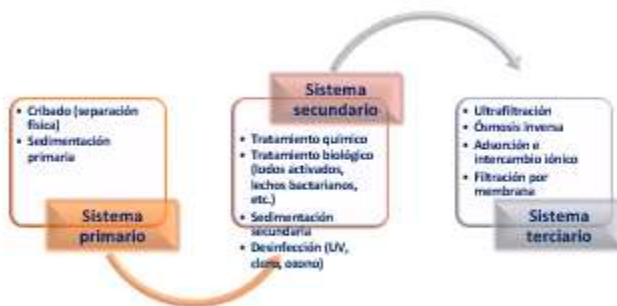 • Cribado (separación
física)
• Sedimentación
primaria
Sistema
primario
Sistema
secundario
• Tratamiento químico
• Tratamiento biológico
(lodos activados,
lechos bacterianos,
etc.)
• Sedimentación
secundaria
• Desinfección (UV,
cloro, ozono)
• Ultrafiltración
• Ósmosis inversa
• Adsorción e
intercambio iónico
• Filtración por
membrana
Sistema
terciario